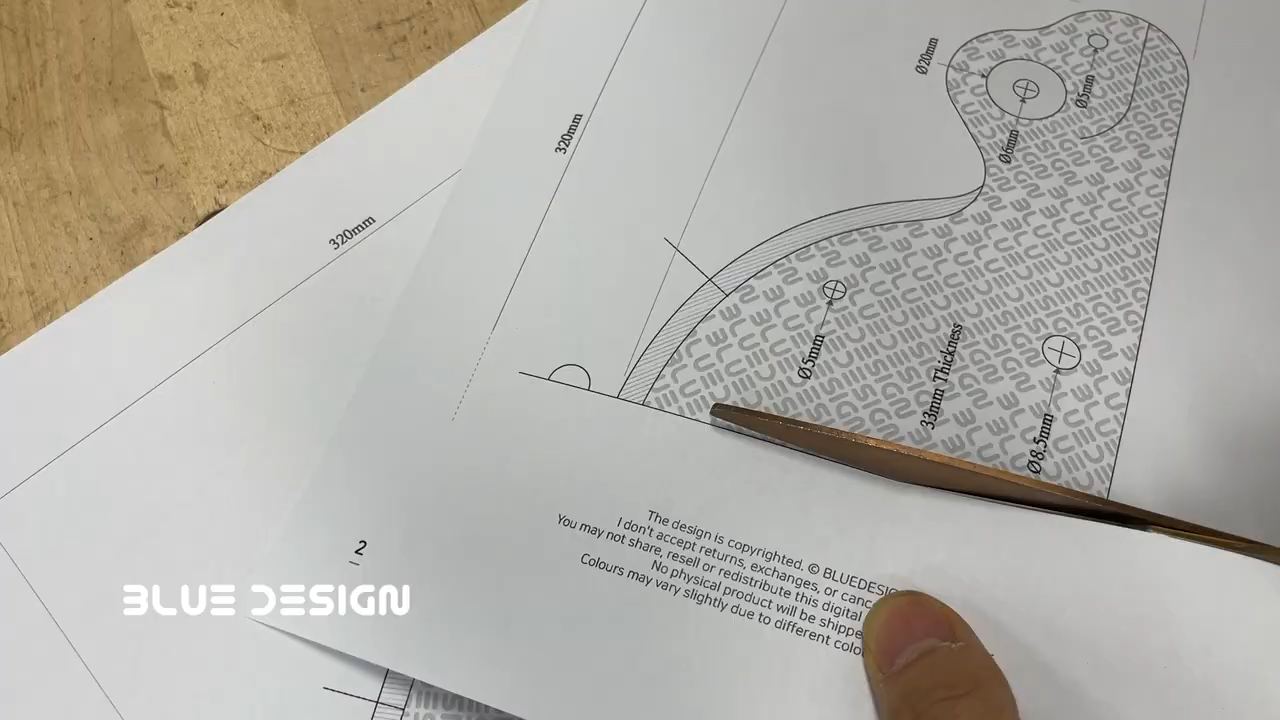 320mm
320mm
Ø20mm
Ø5mm
Ø6mm
Ø5mm
33mm Thickness
Ø8.5mm
The design is copyrighted. © BLUEDESIG
I don't accept returns, exchanges, or canc
You may not share, resell or redistribute this digital
No physical product will be shippe
Colours may vary slightly due to different colo
2
BLUE DESIGN